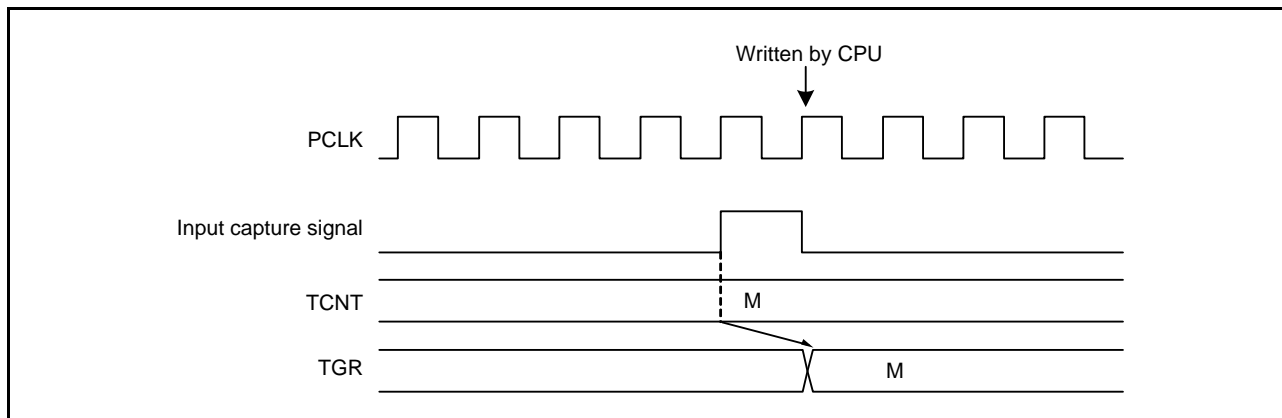 Written by CPU
PCLK
Input capture signal
TCNT
M
TGR
M